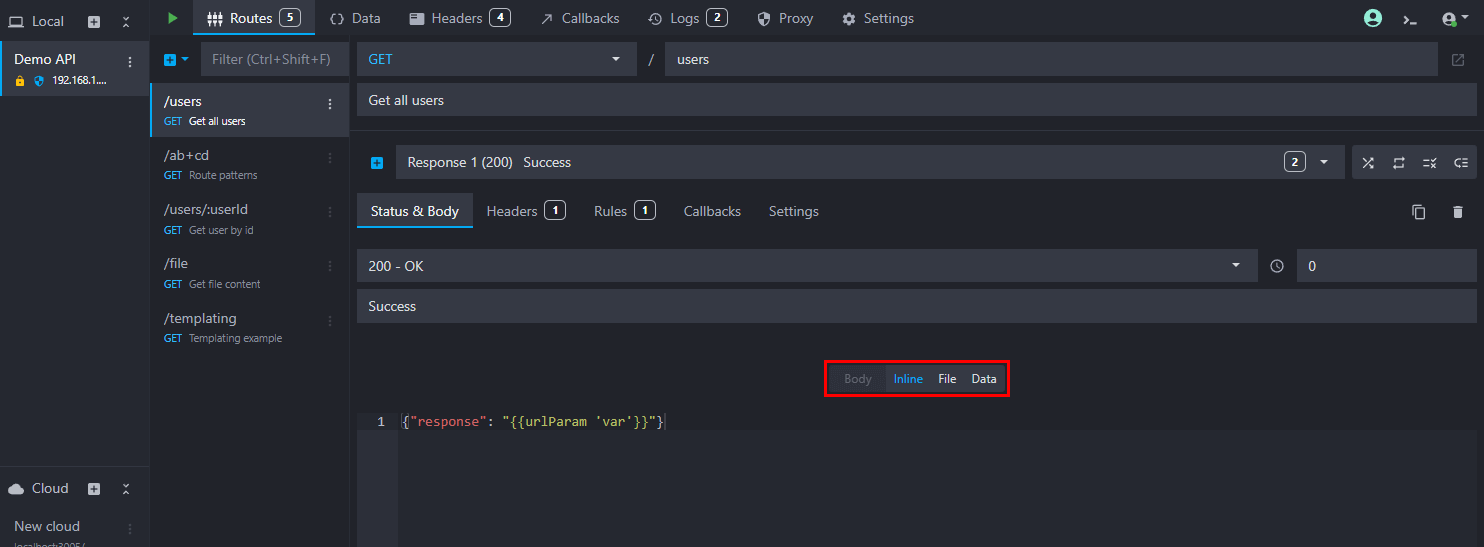 Local
Routes 5 Data Headers 4 Callbacks Logs 2 Proxy Settings
Demo API
192.168.1....
Filter (Ctrl+Shift+F)
/users
GET Get all users
/ab+cd
GET Route patterns
/users/:userId
GET Get user by id
/file
GET Get file content
/templating
GET Templating example
Cloud
New cloud
localhost:3005/
GET / users
Get all users
Response 1 (200) Success 2
Status & Body Headers 1 Rules 1 Callbacks Settings
200 - OK 0
Success
Body Inline File Data
1 {"response": "{{urlParam 'var'}}"}